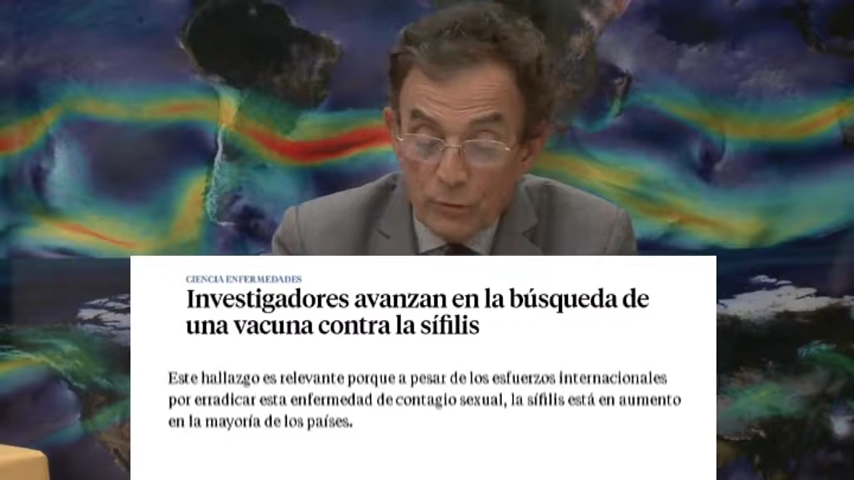 CIENCIA ENFERMEDADES
Investigadores avanzan en la búsqueda de
una vacuna contra la sífilis
Este hallazgo es relevante porque a pesar de los esfuerzos internacionales
por erradicar esta enfermedad de contagio sexual, la sífilis está en aumento
en la mayoría de los países.